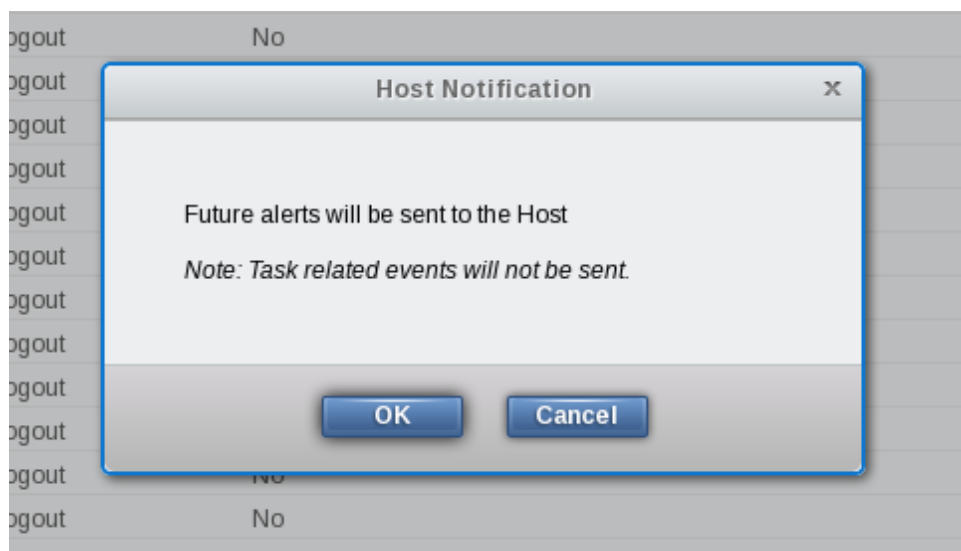 ogout No
Host Notification x
ogout
ogout
ogout
ogout
Future alerts will be sent to the Host
ogout
Note: Task related events will not be sent.
ogout
ogout
ogout
OK Cancel
ogout
ogout No
ogout No